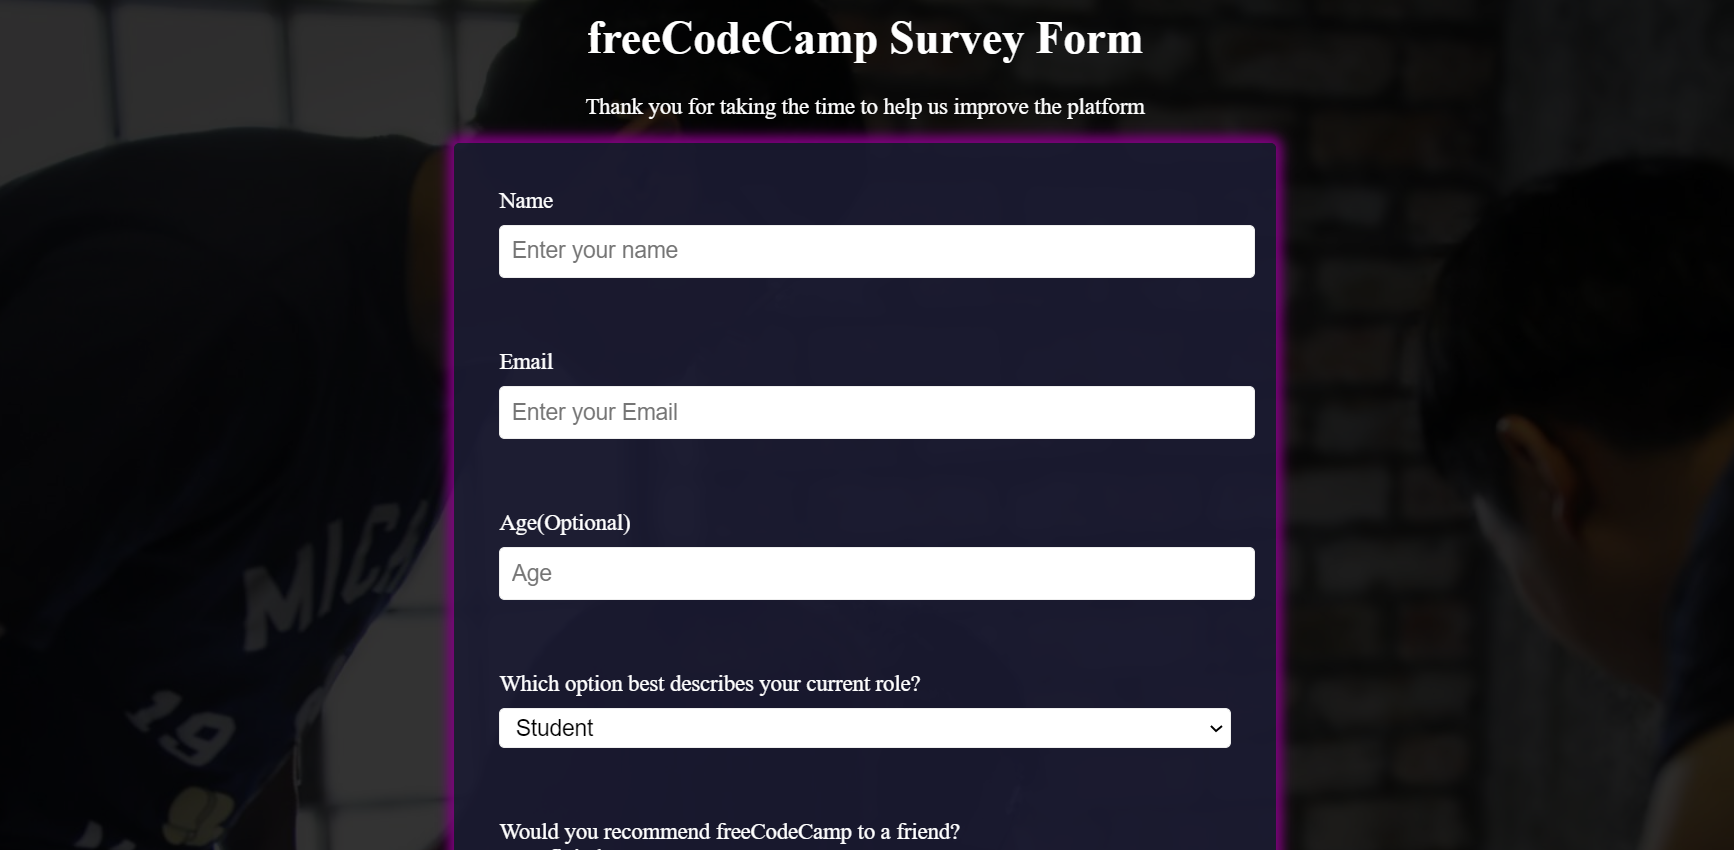 freeCodeCamp Survey Form
Thank you for taking the time to help us improve the platform
Name
Enter your name
Email
Enter your Email
Age(Optional)
Age
Which option best describes your current role?
Student
Would you recommend freeCodeCamp to a friend?
MICH
19